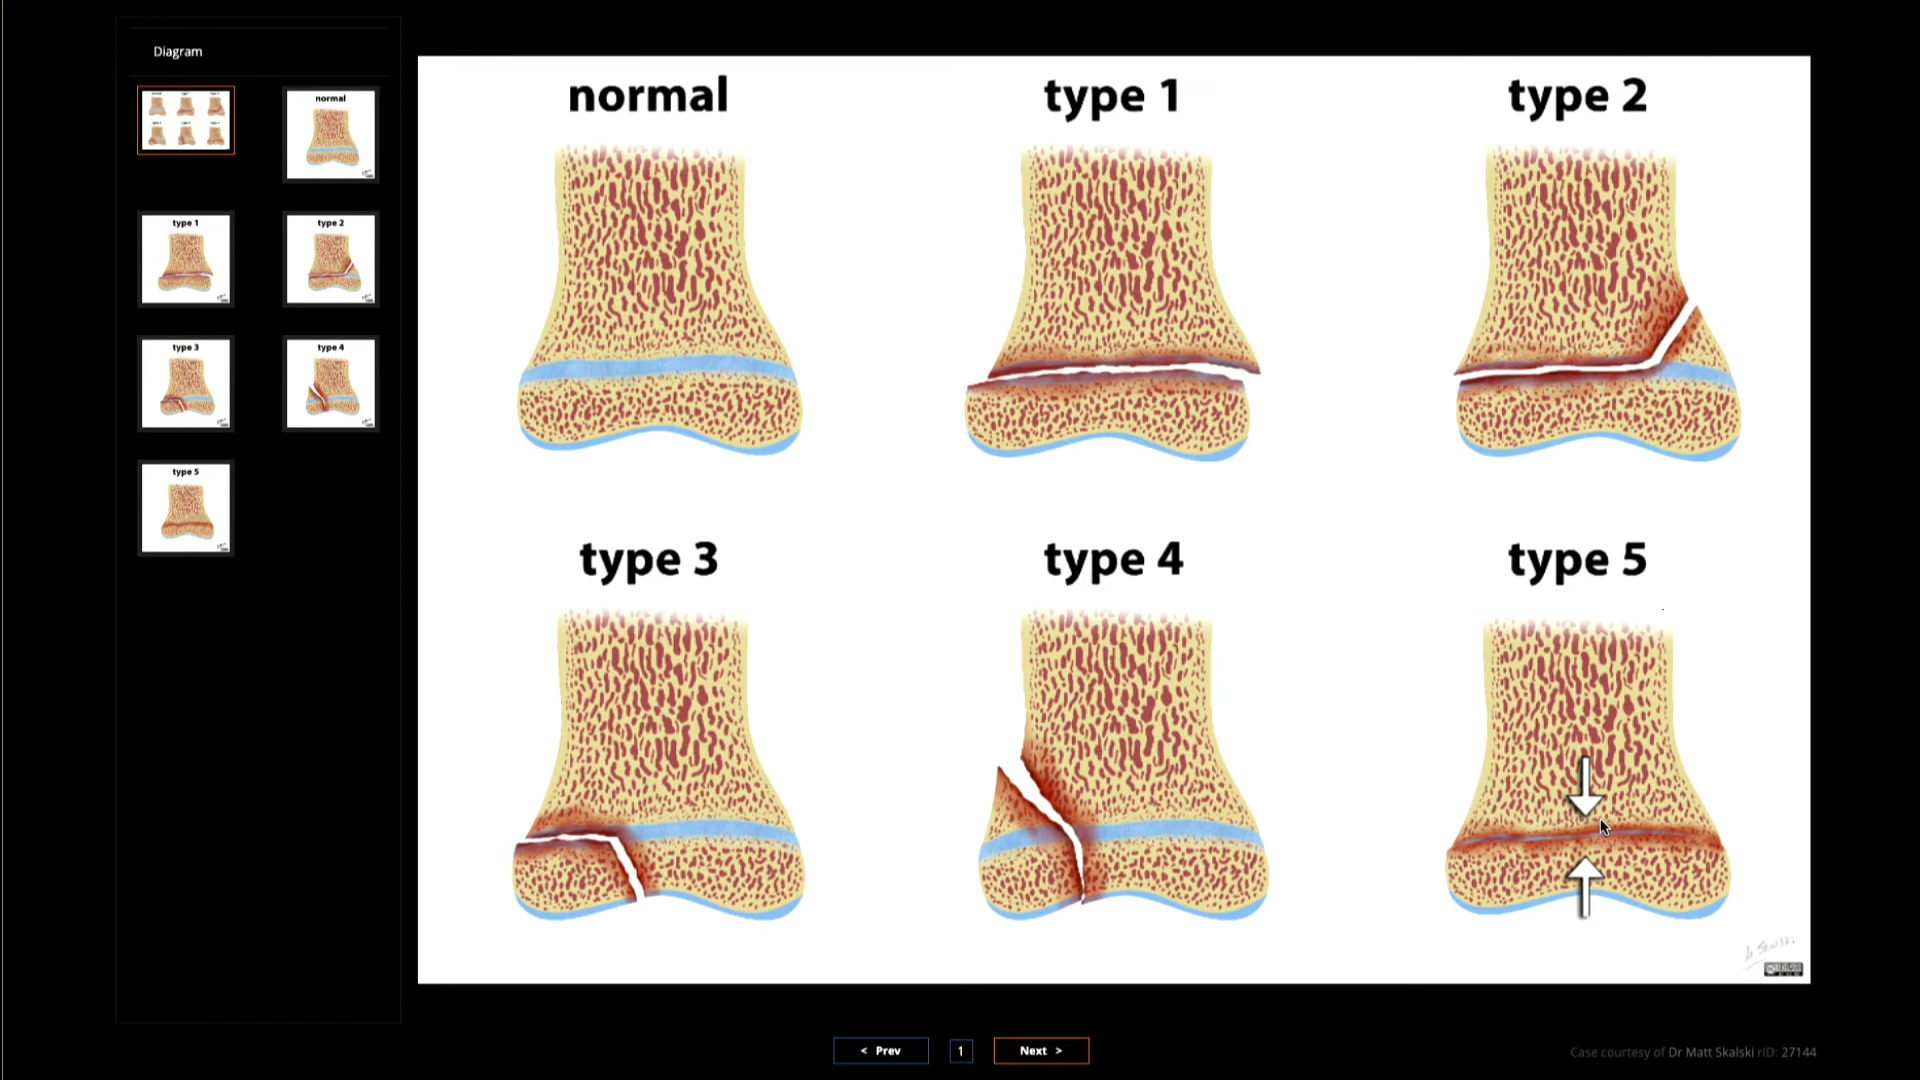 Diagram
normal
type 1
type 2
type 3
type 4
type 5
normal
type 1
type 2
type 3
type 4
type 5
< Prev
1
Next >
Case courtesy of Dr Matt Skalski rID: 27144